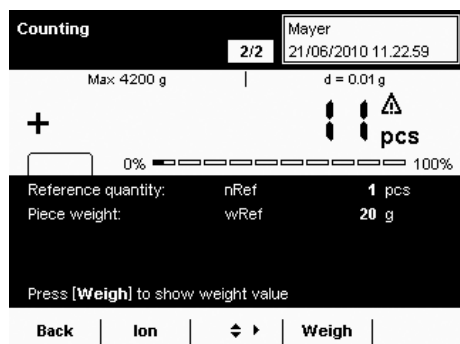 Counting
2/2
Mayer
21/06/2010 11.22.59
Max 4200 g
d = 0.01 g
+ 11 pcs
0% 100%
Reference quantity: nRef 1 pcs
Piece weight: wRef 20 g
Press [Weigh] to show weight value
Back Ion Weigh